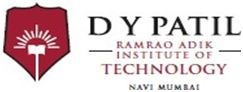 D Y PATIL
RAMRAO ADIK
INSTITUTE OF
TECHNOLOGY
NAVI MUMBAI